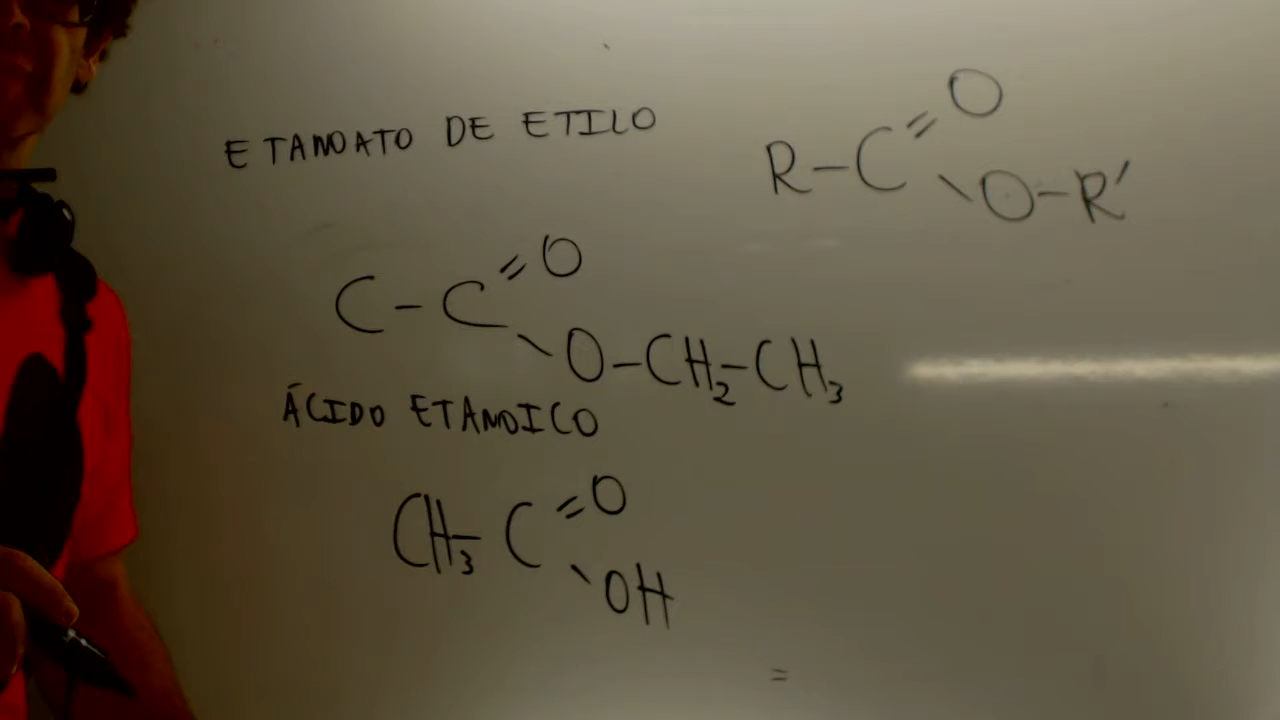 ETANOATO DE ETILO
R-C=O
\O-R'
C-C=O
\O-CH₂-CH₃
ÁCIDO ETANOICO
CH₃-C=O
\OH
=